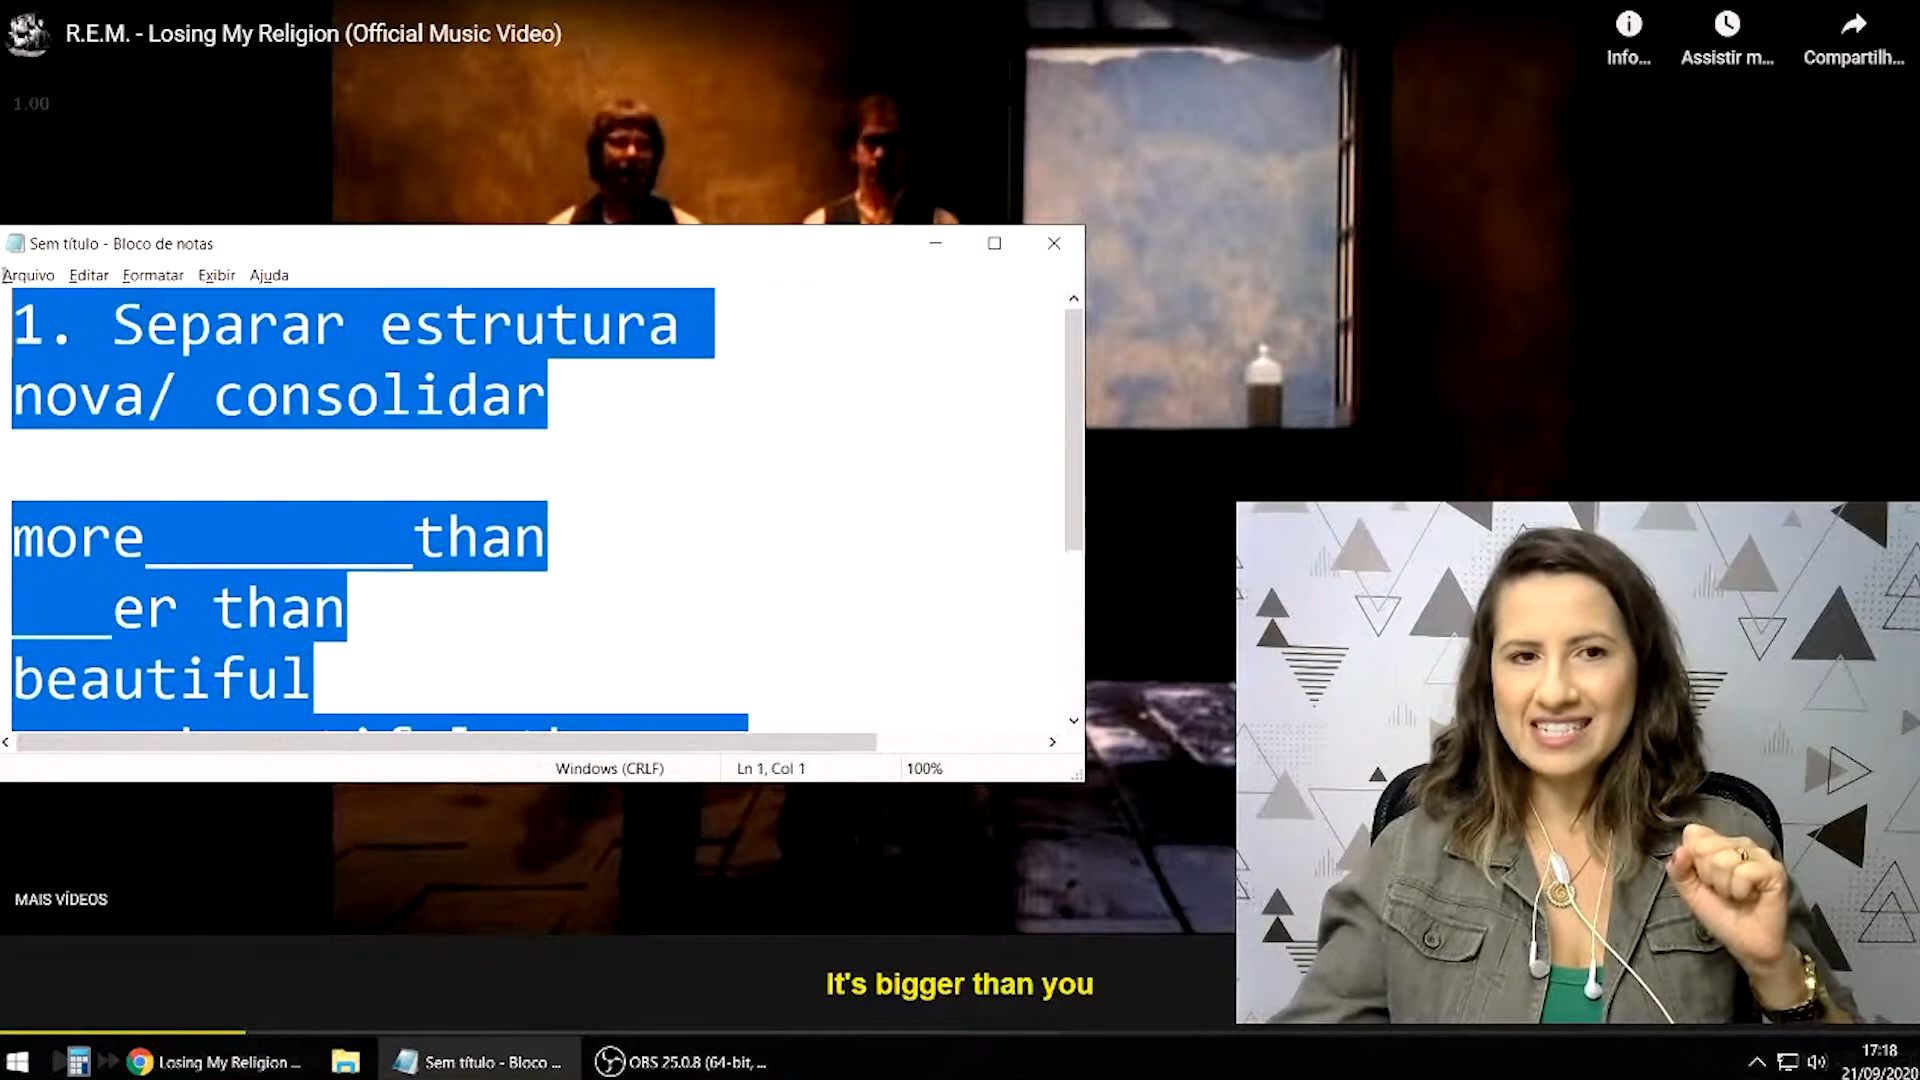 R.E.M. - Losing My Religion (Official Music Video)
Info...
Assistir m...
Compartilh...
1.00
Sem título - Bloco de notas
Arquivo Editar Formatar Exibir Ajuda
1. Separar estrutura
nova/ consolidar
more________than
___er than
beautiful
Windows (CRLF)
Ln 1, Col 1
100%
MAIS VÍDEOS
It's bigger than you
Losing My Religion ...
Sem título - Bloco ...
OBS 25.0.8 (64-bit, ...
17:18
21/09/2020